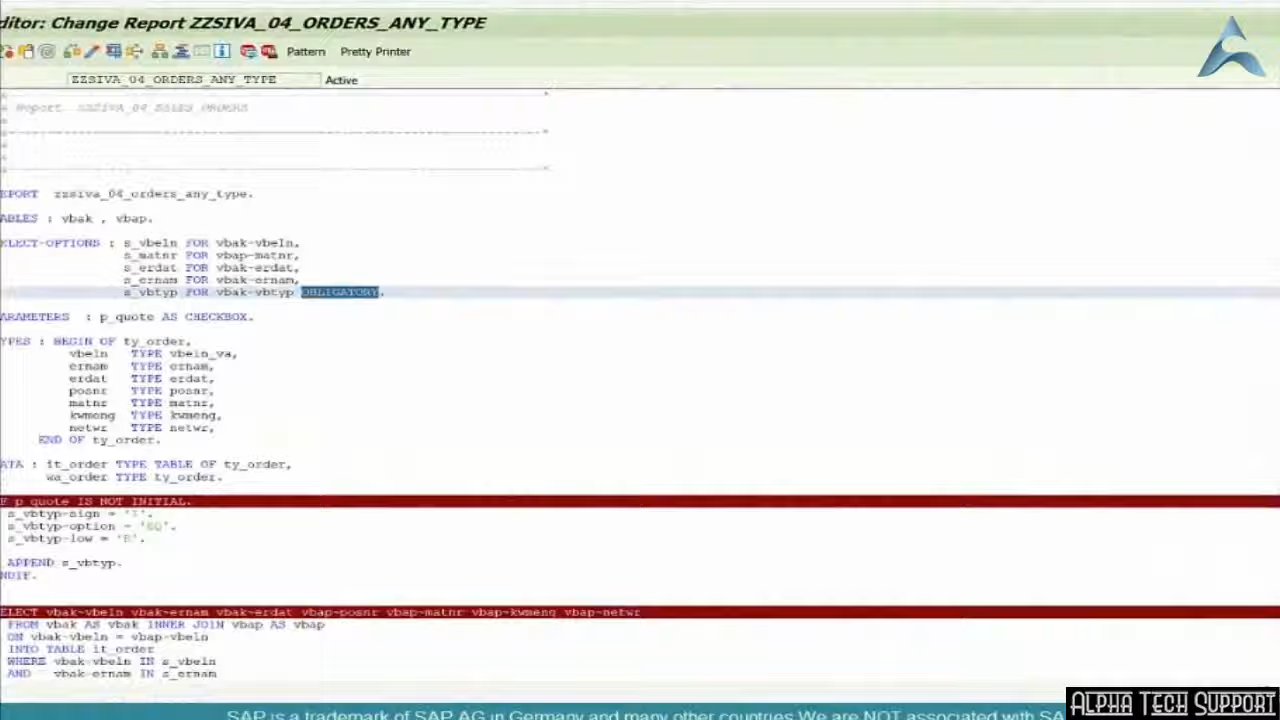 ditor: Change Report ZZSIVA_04_ORDERS_ANY_TYPE
Pattern Pretty Printer
ZZSIVA_04_ORDERS_ANY_TYPE Active
* Report ZZSIVA_04_SALES_ORDERS
*----------------------------------------------------------------------*
EPORT zzsiva_04_orders_any_type.
ABLES : vbak , vbap.
ELECT-OPTIONS : s_vbeln FOR vbak-vbeln,
s_matnr FOR vbap-matnr,
s_erdat FOR vbak-erdat,
s_ernam FOR vbak-ernam,
s_vbtyp FOR vbak-vbtyp OBLIGATORY.
ARAMETERS : p_quote AS CHECKBOX.
YPES : BEGIN OF ty_order,
vbeln TYPE vbeln_va,
ernam TYPE ernam,
erdat TYPE erdat,
posnr TYPE posnr,
matnr TYPE matnr,
kwmeng TYPE kwmeng,
netwr TYPE netwr,
END OF ty_order.
ATA : it_order TYPE TABLE OF ty_order,
wa_order TYPE ty_order.
F p_quote IS NOT INITIAL.
s_vbtyp-sign = 'I'.
s_vbtyp-option = 'EQ'.
s_vbtyp-low = 'B'.
APPEND s_vbtyp.
NDIF.
ELECT vbak~vbeln vbak~ernam vbak~erdat vbap~posnr vbap~matnr vbap~kwmeng vbap~netwr
FROM vbak AS vbak INNER JOIN vbap AS vbap
ON vbak~vbeln = vbap~vbeln
INTO TABLE it_order
WHERE vbak~vbeln IN s_vbeln
AND vbak~ernam IN s_ernam
SAP is a trademark of SAP AG in Germany and many other countries.We are NOT associated with SA
ALPHA TECH SUPPORT